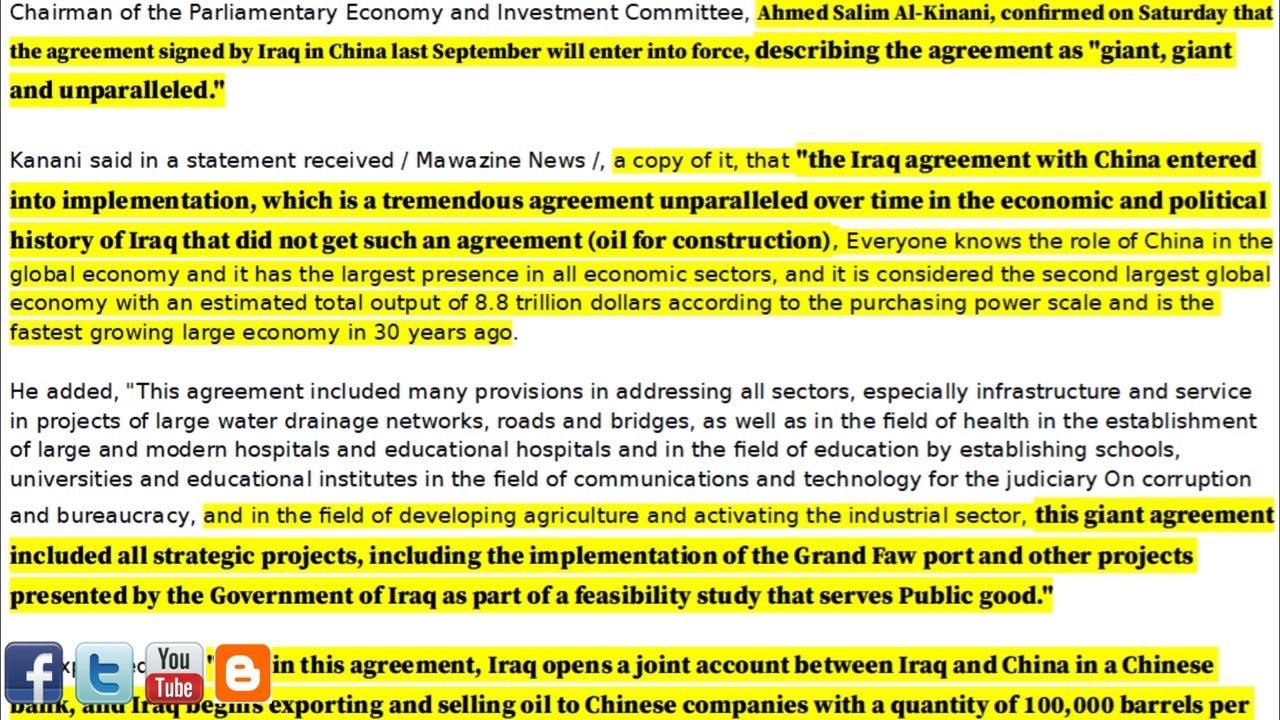 Chairman of the Parliamentary Economy and Investment Committee, Ahmed Salim Al-Kinani, confirmed on Saturday that
the agreement signed by Iraq in China last September will enter into force, describing the agreement as "giant, giant
and unparalleled."
Kanani said in a statement received / Mawazine News /, a copy of it, that "the Iraq agreement with China entered
into implementation, which is a tremendous agreement unparalleled over time in the economic and political
history of Iraq that did not get such an agreement (oil for construction), Everyone knows the role of China in the
global economy and it has the largest presence in all economic sectors, and it is considered the second largest global
economy with an estimated total output of 8.8 trillion dollars according to the purchasing power scale and is the
fastest growing large economy in 30 years ago.
He added, "This agreement included many provisions in addressing all sectors, especially infrastructure and service
in projects of large water drainage networks, roads and bridges, as well as in the field of health in the establishment
of large and modern hospitals and educational hospitals and in the field of education by establishing schools,
universities and educational institutes in the field of communications and technology for the judiciary On corruption
and bureaucracy, and in the field of developing agriculture and activating the industrial sector, this giant agreement
included all strategic projects, including the implementation of the Grand Faw port and other projects
presented by the Government of Iraq as part of a feasibility study that serves Public good."
in this agreement, Iraq opens a joint account between Iraq and China in a Chinese
bank, and Iraq begins exporting and selling oil to Chinese companies with a quantity of 100,000 barrels per
f t You Tube B